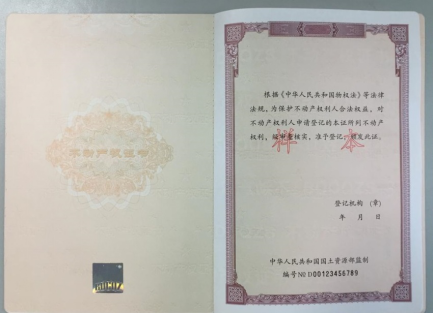 不动产权证书
根据《中华人民共和国物权法》等法律
法规，为保护不动产权利人合法权益，对
不动产权利人申请登记的本证所列不动产
权利，经审查核实，准予登记，颁发此证。
样本
登记机构（章）
年 月 日
中华人民共和国国土资源部监制
编号№ D00123456789